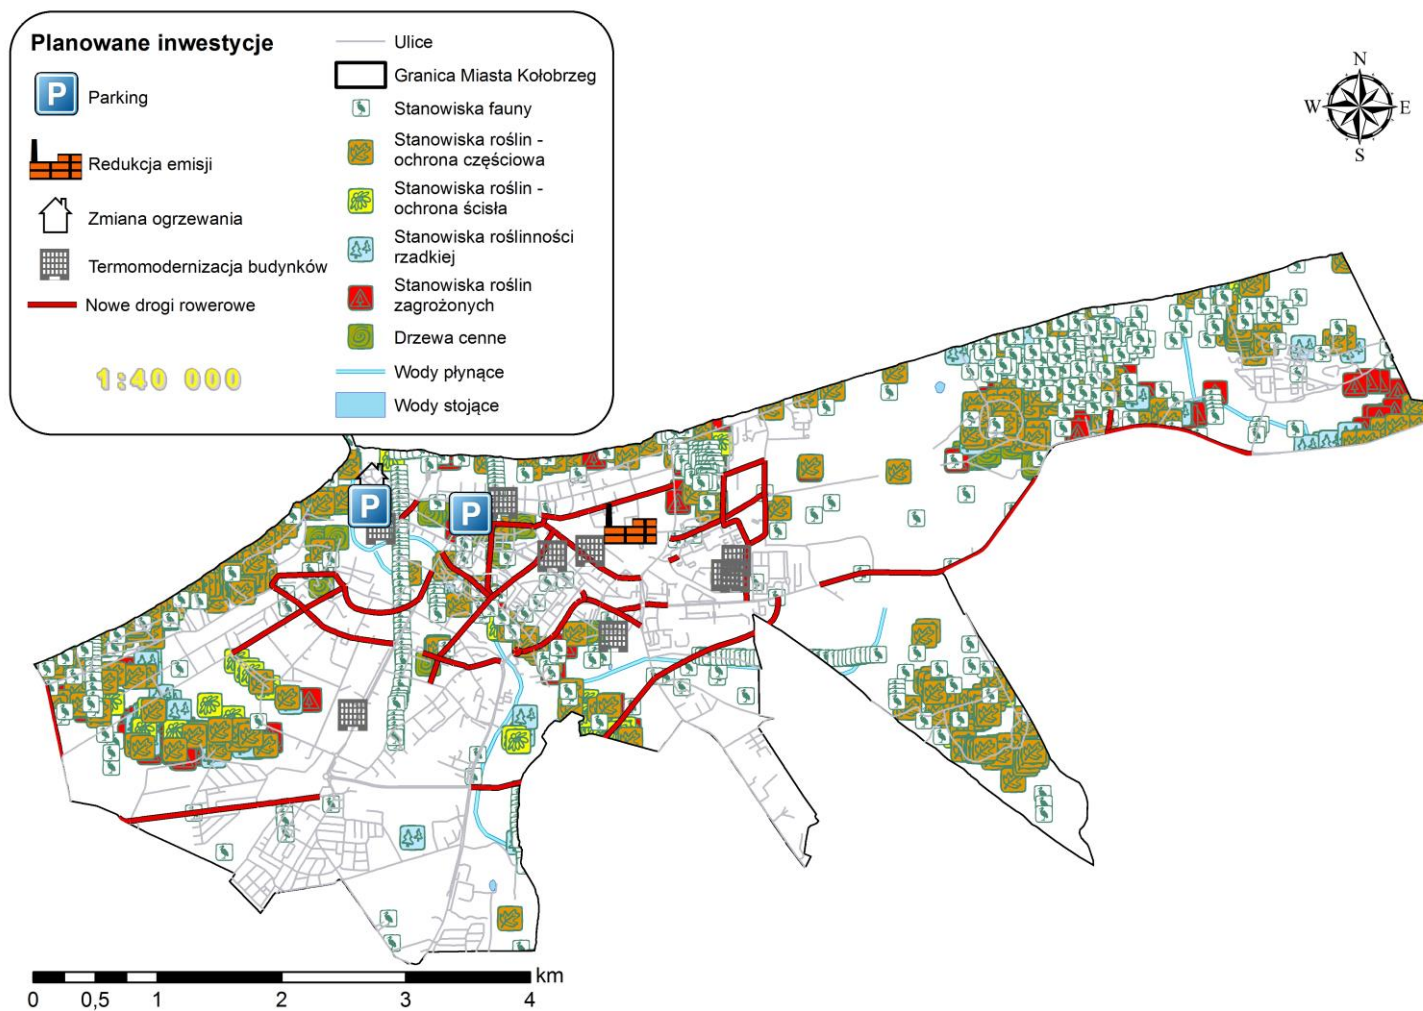 Planowane inwestycje
P Parking
Redukcja emisji
Zmiana ogrzewania
Termomodernizacja budynków
Nowe drogi rowerowe
1:40 000
Ulice
Granica Miasta Kołobrzeg
Stanowiska fauny
Stanowiska roślin -
ochrona częściowa
Stanowiska roślin -
ochrona ścisła
Stanowiska roślinności
rzadkiej
Stanowiska roślin
zagrożonych
Drzewa cenne
Wody płynące
Wody stojące
N
W E
S
P
P
km
0 0,5 1 2 3 4